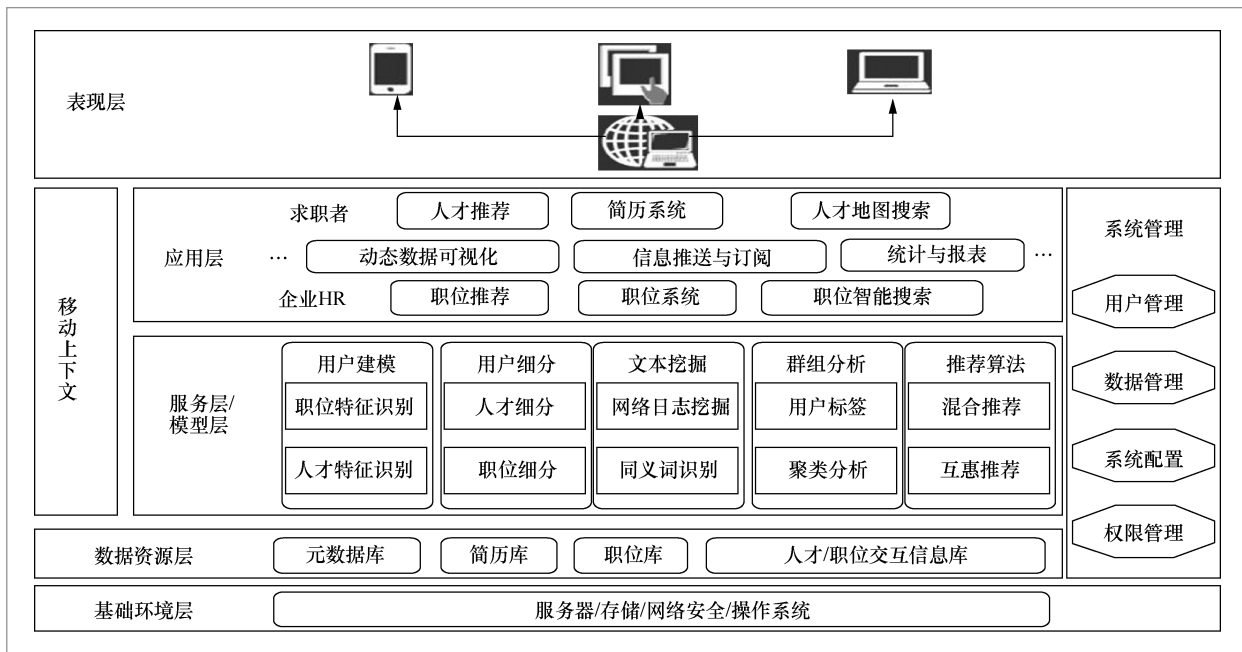 表现层
移动上下文
应用层
求职者
人才推荐
简历系统
人才地图搜索
…
动态数据可视化
信息推送与订阅
统计与报表
…
企业HR
职位推荐
职位系统
职位智能搜索
服务层/
模型层
用户建模
职位特征识别
人才特征识别
用户细分
人才细分
职位细分
文本挖掘
网络日志挖掘
同义词识别
群组分析
用户标签
聚类分析
推荐算法
混合推荐
互惠推荐
系统管理
用户管理
数据管理
系统配置
权限管理
数据资源层
元数据库
简历库
职位库
人才/职位交互信息库
基础环境层
服务器/存储/网络安全/操作系统